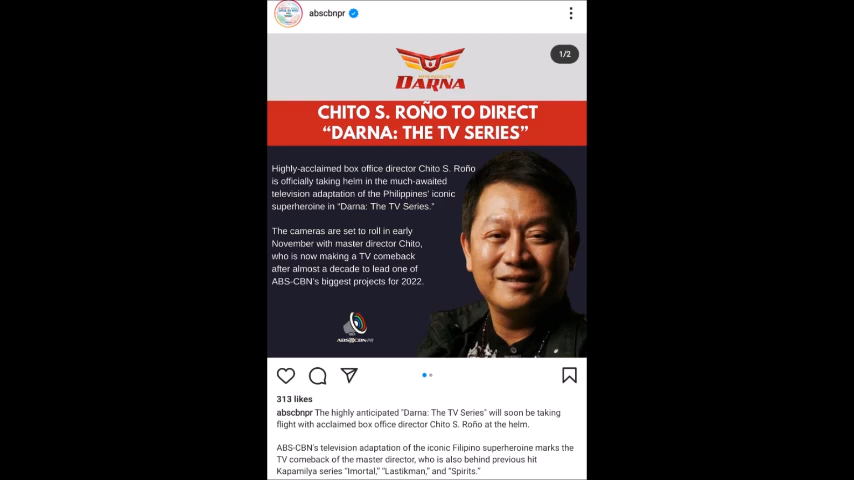 abscbnpr
1/2
DARNA
CHITO S. ROÑO TO DIRECT
“DARNA: THE TV SERIES”
Highly-acclaimed box office director Chito S. Roño
is officially taking helm in the much-awaited
television adaptation of the Philippines' iconic
superheroine in “Darna: The TV Series.”
The cameras are set to roll in early
November with master director Chito,
who is now making a TV comeback
after almost a decade to lead one of
ABS-CBN's biggest projects for 2022.
ABS-CBN PR
313 likes
abscbnpr The highly anticipated "Darna: The TV Series" will soon be taking
flight with acclaimed box office director Chito S. Roño at the helm.
ABS-CBN's television adaptation of the iconic Filipino superheroine marks the
TV comeback of the master director, who is also behind previous hit
Kapamilya series “Imortal,” “Lastikman,” and “Spirits.”